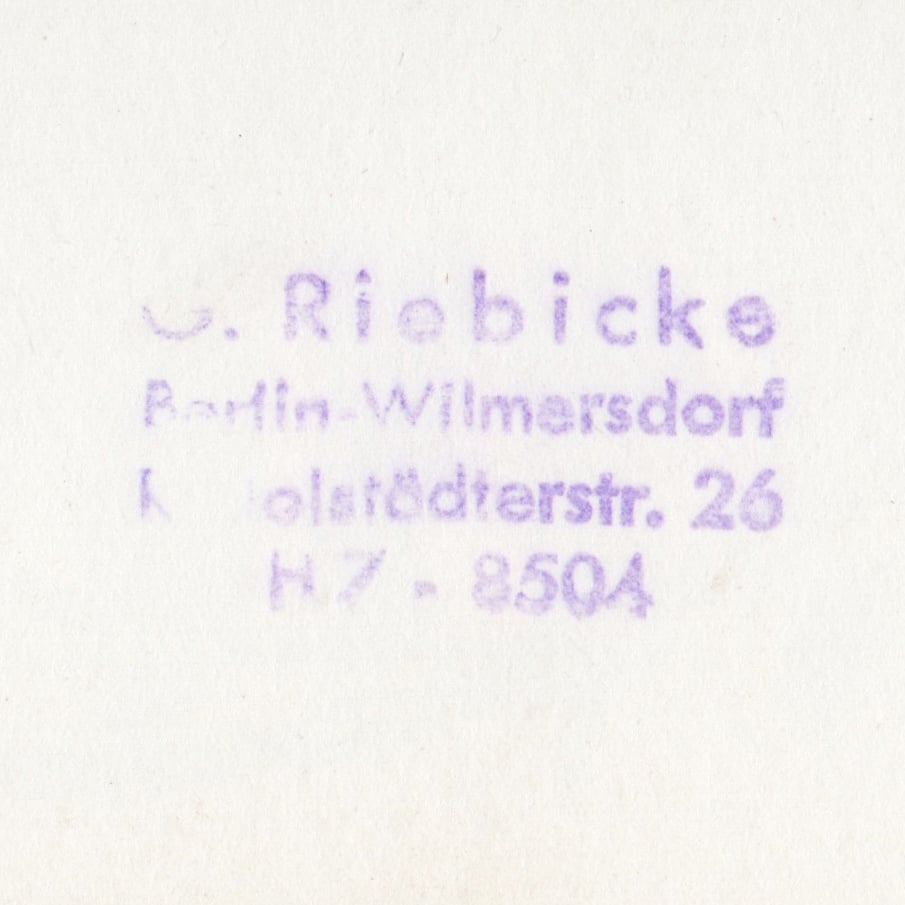 . Riebicke
Berlin-Wilmersdorf
26
H7 - 8504